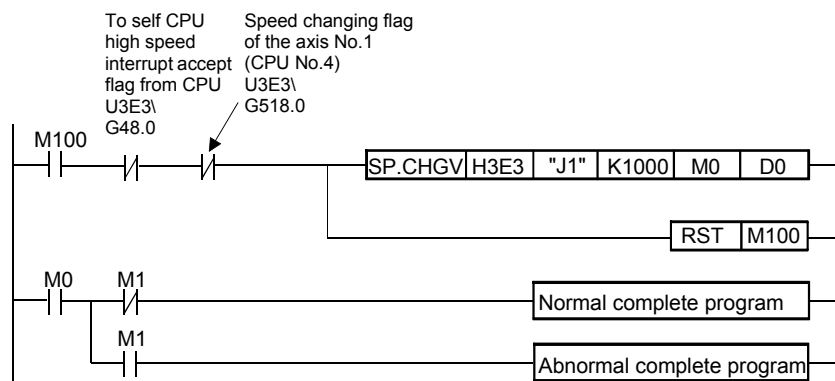 To self CPU
high speed
interrupt accept
flag from CPU
U3E3\
G48.0
Speed changing flag
of the axis No.1
(CPU No.4)
U3E3\
G518.0
M100
SP.CHGV H3E3 "J1" K1000 M0 D0
RST M100
M0 M1
Normal complete program
M1
Abnormal complete program